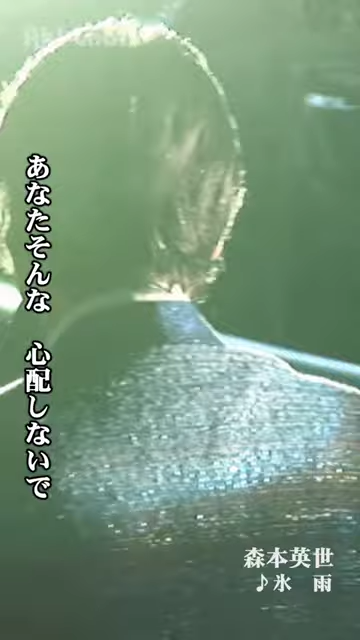 あなたそんな　心配しないで
森本英世
♪氷　雨